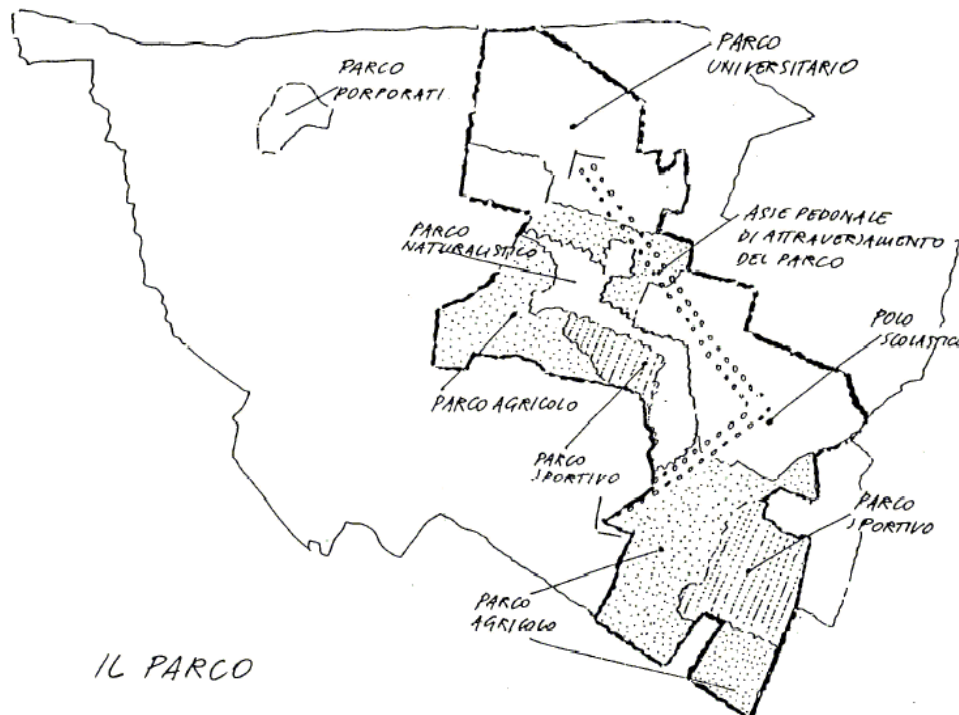 PARCO
UNIVERSITARIO
PARCO
PORPORATI
PARCO
NATURALISTICO
ASSE PEDONALE
DI ATTRAVERSAMENTO
DEL PARCO
POLO
SCOLASTICO
PARCO AGRICOLO
PARCO
SPORTIVO
PARCO
SPORTIVO
PARCO
AGRICOLO
IL PARCO